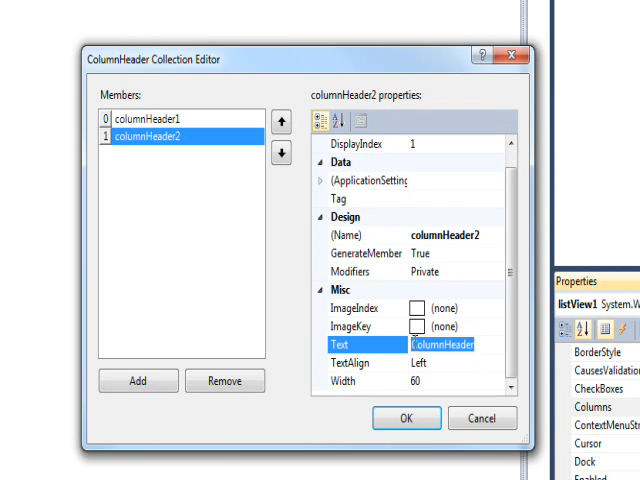 ColumnHeader Collection Editor
?
Members:
0 columnHeader1
1 columnHeader2
Add
Remove
columnHeader2 properties:
DisplayIndex 1
Data
(ApplicationSetting
Tag
Design
(Name) columnHeader2
GenerateMember True
Modifiers Private
Misc
ImageIndex (none)
ImageKey (none)
Text ColumnHeader
TextAlign Left
Width 60
OK
Cancel
Properties
listView1 System.W
BorderStyle
CausesValidatio
CheckBoxes
Columns
ContextMenuStr
Cursor
Dock
Enabled